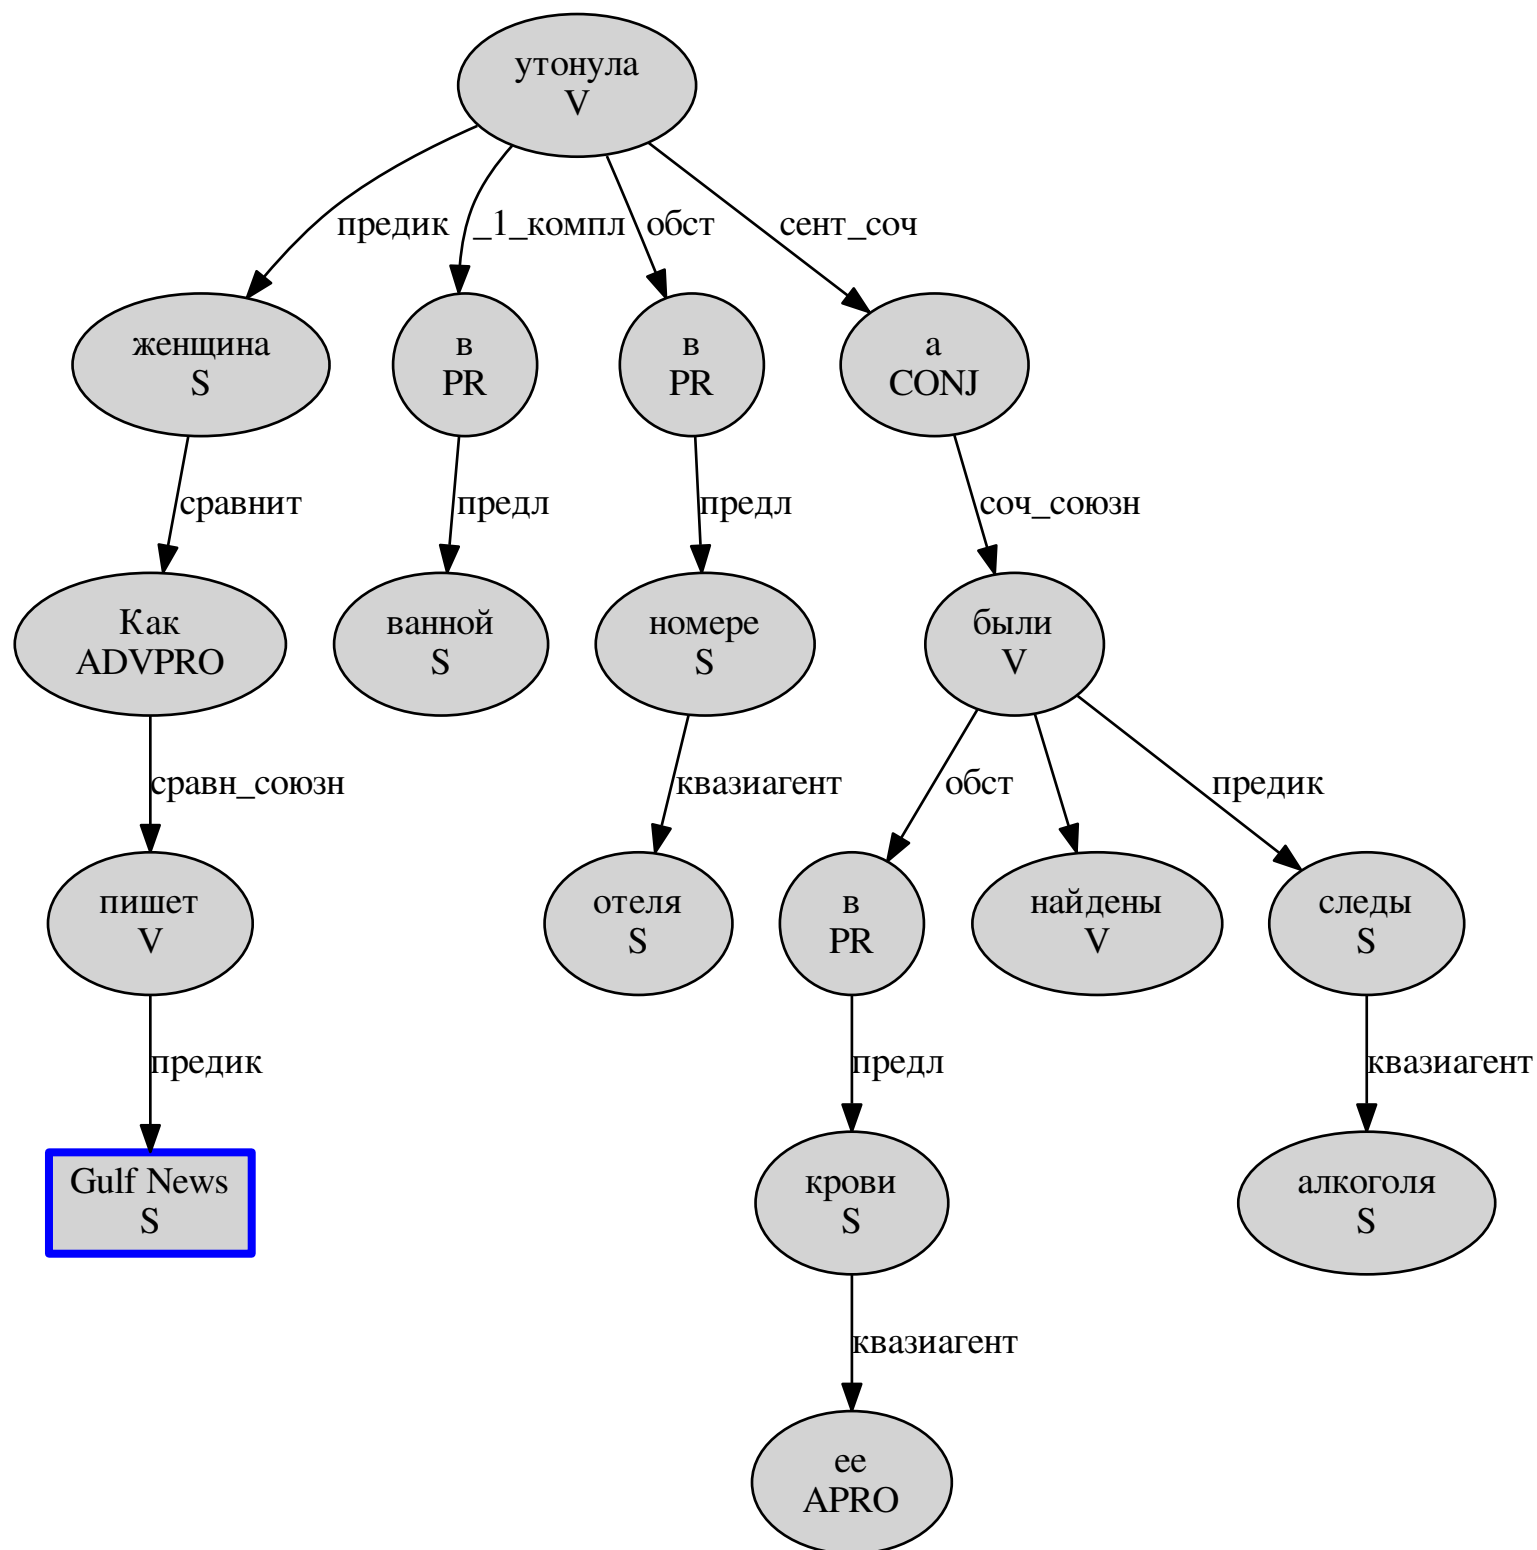 утонула
V
предик
_1_компл
обст
сент_соч
женщина
S
в
PR
в
PR
а
CONJ
сравнит
предл
предл
соч_союзн
Как
ADVPRO
ванной
S
номере
S
были
V
сравн_союзн
квазиагент
обст
предик
пишет
V
отеля
S
в
PR
найдены
V
следы
S
предик
предл
квазиагент
Gulf News
S
крови
S
алкоголя
S
квазиагент
ее
APRO